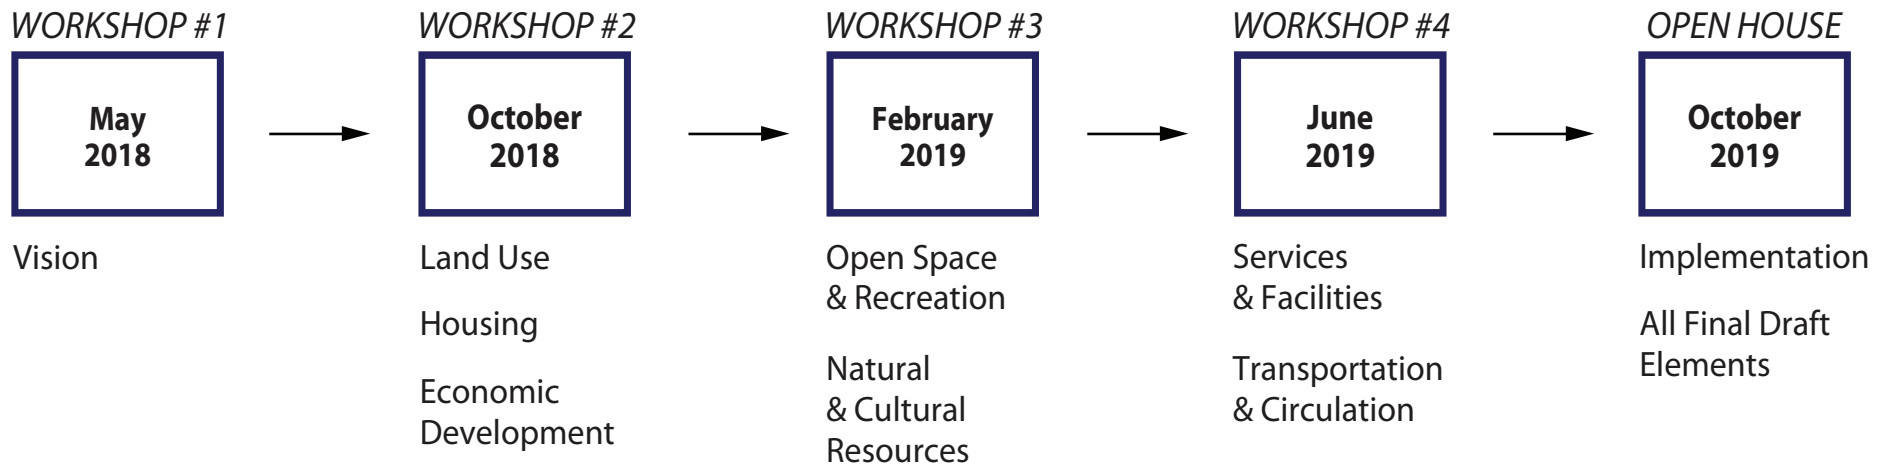 WORKSHOP #1
May
2018
Vision
WORKSHOP #2
October
2018
Land Use
Housing
Economic
Development
WORKSHOP #3
February
2019
Open Space
& Recreation
Natural
& Cultural
Resources
WORKSHOP #4
June
2019
Services
& Facilities
Transportation
& Circulation
OPEN HOUSE
October
2019
Implementation
All Final Draft
Elements